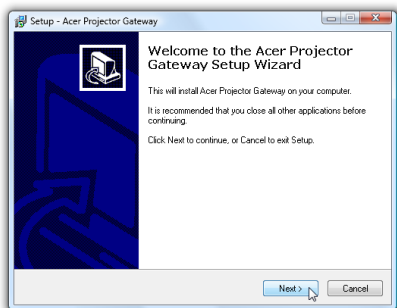 Setup - Acer Projector Gateway
Welcome to the Acer Projector
Gateway Setup Wizard
This will install Acer Projector Gateway on your computer.
It is recommended that you close all other applications before
continuing.
Click Next to continue, or Cancel to exit Setup.
Next >
Cancel